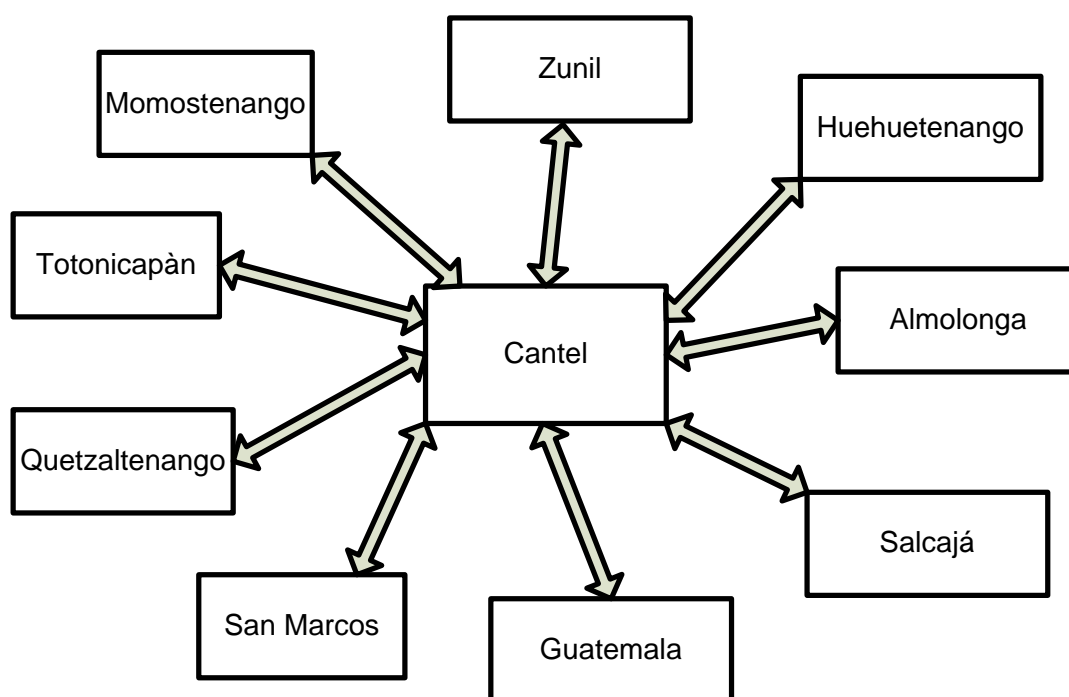 Zunil
Momostenango
Huehuetenango
Totonicapàn
Almolonga
Cantel
Quetzaltenango
Salcajá
San Marcos
Guatemala